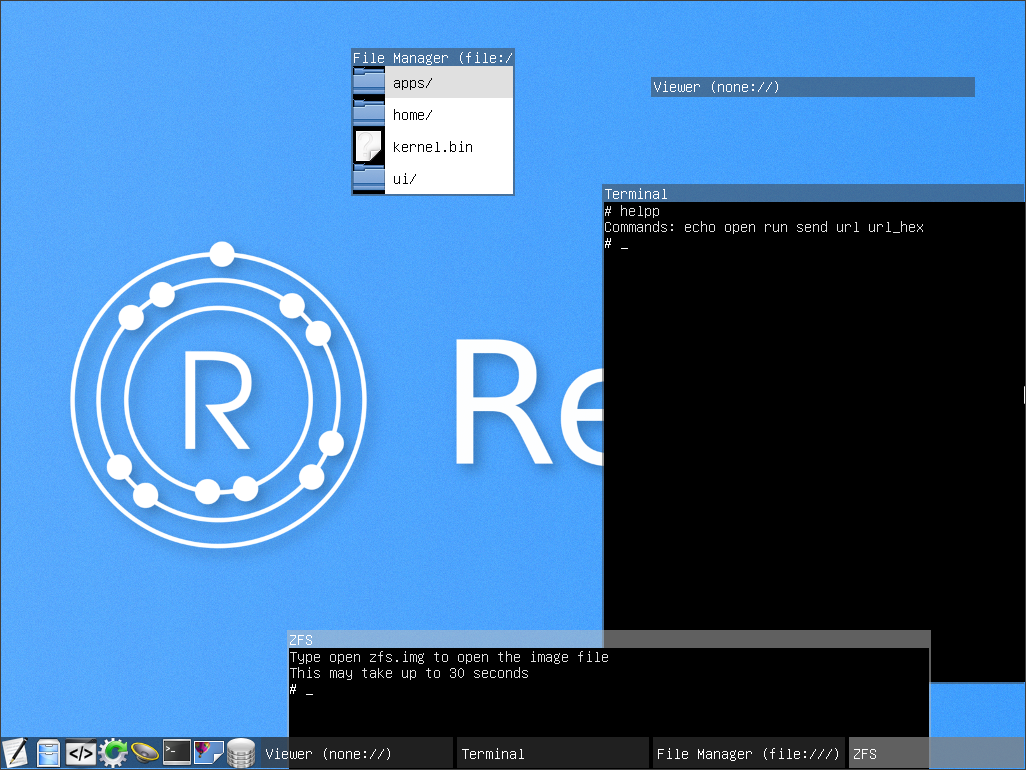 File Manager (file:/
apps/
home/
kernel.bin
ui/
Viewer (none://)
Terminal
# helpp
Commands: echo open run send url url_hex
# _
R
Re
ZFS
Type open zfs.img to open the image file
This may take up to 30 seconds
# _
</>
>-
Viewer (none://)
Terminal
File Manager (file:///)
ZFS